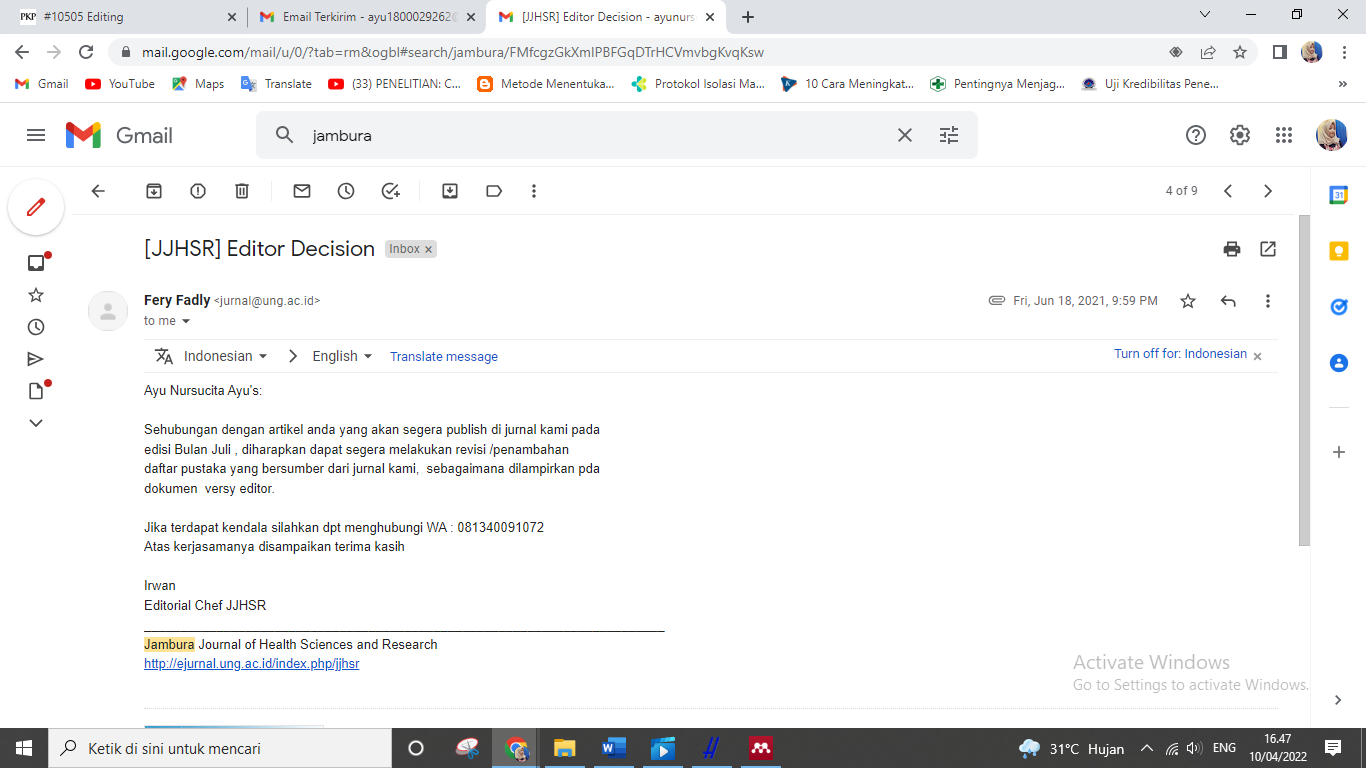 #10505 Editing
Email Terkirim - ayu1800029262@
[JJHSR] Editor Decision - ayunurs
mail.google.com/mail/u/0/?tab=rm&ogbl#search/jambura/FMfcgzGkXmIPBFGqDTrHCVmvbgKvqKsw
Gmail YouTube Maps Translate (33) PENELITIAN: C... Metode Menentuka... Protokol Isolasi Ma... 10 Cara Meningkat... Pentingnya Menjag... Uji Kredibilitas Pene... »
Gmail
jambura
4 of 9
[JJHSR] Editor Decision
Inbox ×
Fery Fadly <jurnal@ung.ac.id>
Fri, Jun 18, 2021, 9:59 PM
to me
Indonesian > English Translate message
Turn off for: Indonesian ×
Ayu Nursucita Ayu's:
Sehubungan dengan artikel anda yang akan segera publish di jurnal kami pada
edisi Bulan Juli , diharapkan dapat segera melakukan revisi /penambahan
daftar pustaka yang bersumber dari jurnal kami,  sebagaimana dilampirkan pda
dokumen  versy editor.
Jika terdapat kendala silahkan dpt menghubungi WA : 081340091072
Atas kerjasamanya disampaikan terima kasih
Irwan
Editorial Chef JJHSR
Jambura Journal of Health Sciences and Research
http://ejurnal.ung.ac.id/index.php/jjhsr
Activate Windows
Go to Settings to activate Windows.
Ketik di sini untuk mencari
31°C Hujan
ENG
16.47
10/04/2022
PKP
31